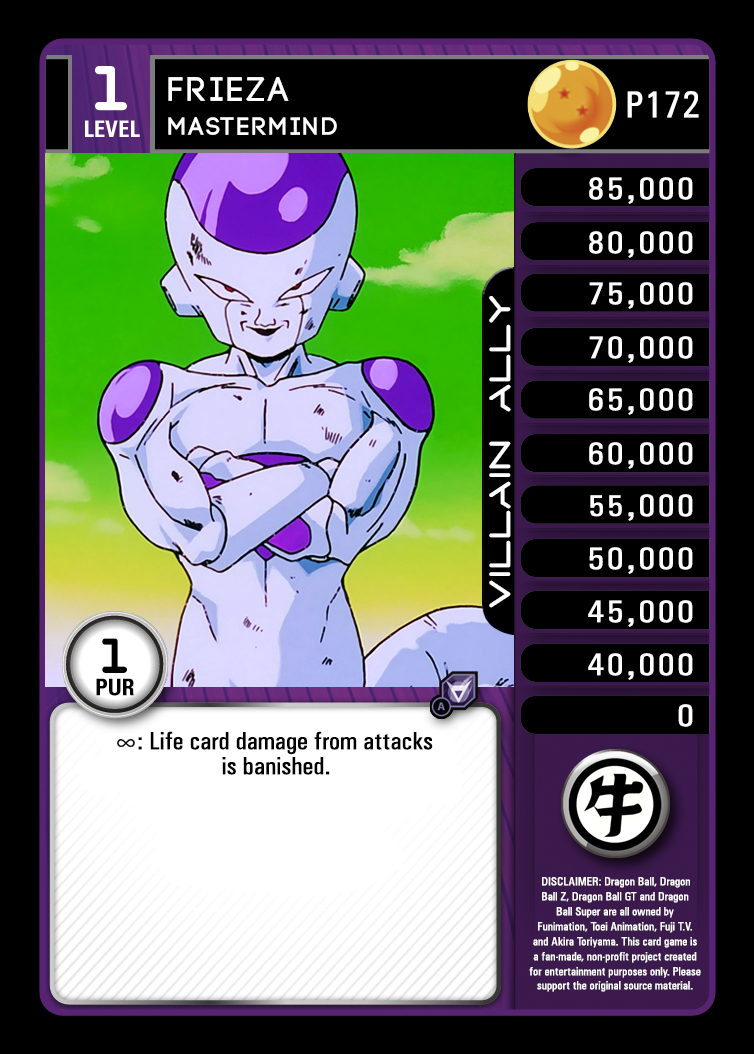 1
LEVEL
FRIEZA
MASTERMIND
P172
85,000
80,000
75,000
70,000
65,000
60,000
55,000
50,000
45,000
40,000
0
VILLAIN ALLY
1
PUR
A
∞: Life card damage from attacks
is banished.
牛
DISCLAIMER: Dragon Ball, Dragon
Ball Z, Dragon Ball GT and Dragon
Ball Super are all owned by
Funimation, Toei Animation, Fuji T.V.
and Akira Toriyama. This card game is
a fan-made, non-profit project created
for entertainment purposes only. Please
support the original source material.